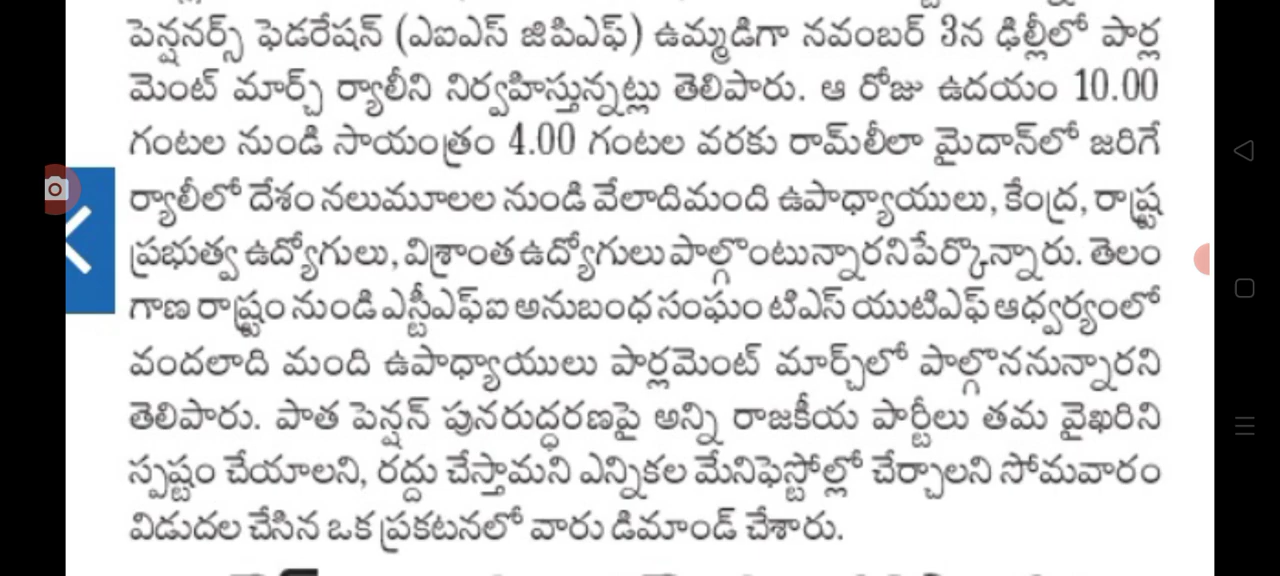 పెన్షనర్స్ ఫెడరేషన్ (ఎఐఎస్ జిపిఎఫ్) ఉమ్మడిగా నవంబర్ 3న ఢిల్లీలో పార్ల
మెంట్ మార్చ్ ర్యాలీని నిర్వహిస్తున్నట్లు తెలిపారు. ఆ రోజు ఉదయం 10.00
గంటల నుండి సాయంత్రం 4.00 గంటల వరకు రామ్‌లీలా మైదాన్‌లో జరిగే
ర్యాలీలో దేశం నలుమూలల నుండి వేలాదిమంది ఉపాధ్యాయులు, కేంద్ర, రాష్ట్ర
ప్రభుత్వ ఉద్యోగులు, విశ్రాంత ఉద్యోగులు పాల్గొంటున్నారని పేర్కొన్నారు. తెలం
గాణ రాష్ట్రం నుండి ఎస్టీఎఫ్ఐ అనుబంధ సంఘం టిఎస్ యుటిఎఫ్ ఆధ్వర్యంలో
వందలాది మంది ఉపాధ్యాయులు పార్లమెంట్ మార్చ్‌లో పాల్గొననున్నారని
తెలిపారు. పాత పెన్షన్ పునరుద్ధరణపై అన్ని రాజకీయ పార్టీలు తమ వైఖరిని
స్పష్టం చేయాలని, రద్దు చేస్తామని ఎన్నికల మేనిఫెస్టోల్లో చేర్చాలని సోమవారం
విడుదల చేసిన ఒక ప్రకటనలో వారు డిమాండ్ చేశారు.